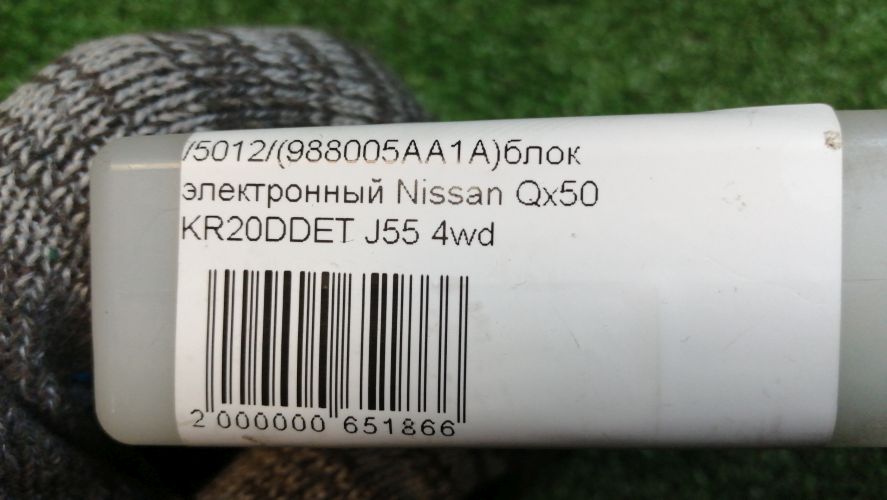 /5012/(988005AA1A)блок
электронный Nissan Qx50
KR20DDET J55 4wd
2 000000 651866